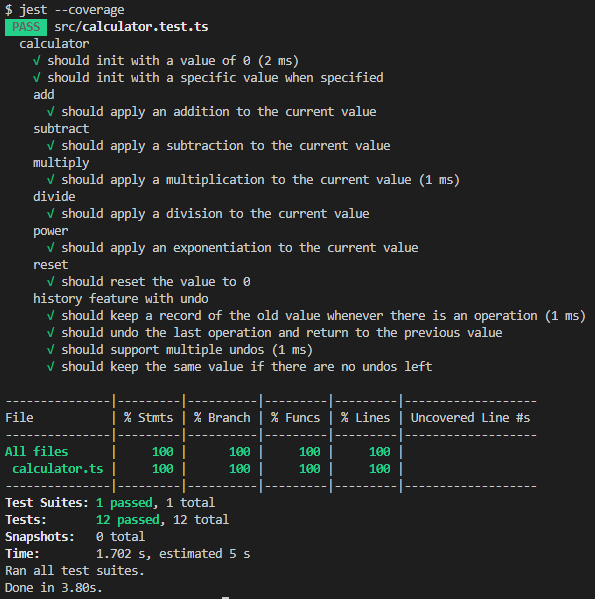 $ jest --coverage
PASS src/calculator.test.ts
calculator
√ should init with a value of 0 (2 ms)
√ should init with a specific value when specified
add
√ should apply an addition to the current value
subtract
√ should apply a subtraction to the current value
multiply
√ should apply a multiplication to the current value (1 ms)
divide
√ should apply a division to the current value
power
√ should apply an exponentiation to the current value
reset
√ should reset the value to 0
history feature with undo
√ should keep a record of the old value whenever there is an operation (1 ms)
√ should undo the last operation and return to the previous value
√ should support multiple undos (1 ms)
√ should keep the same value if there are no undos left
---------------|---------|----------|---------|---------|-------------------
File           | % Stmts | % Branch | % Funcs | % Lines | Uncovered Line #s
---------------|---------|----------|---------|---------|-------------------
All files      |     100 |      100 |     100 |     100 |
 calculator.ts |     100 |      100 |     100 |     100 |
---------------|---------|----------|---------|---------|-------------------
Test Suites: 1 passed, 1 total
Tests:       12 passed, 12 total
Snapshots:   0 total
Time:        1.702 s, estimated 5 s
Ran all test suites.
Done in 3.80s.